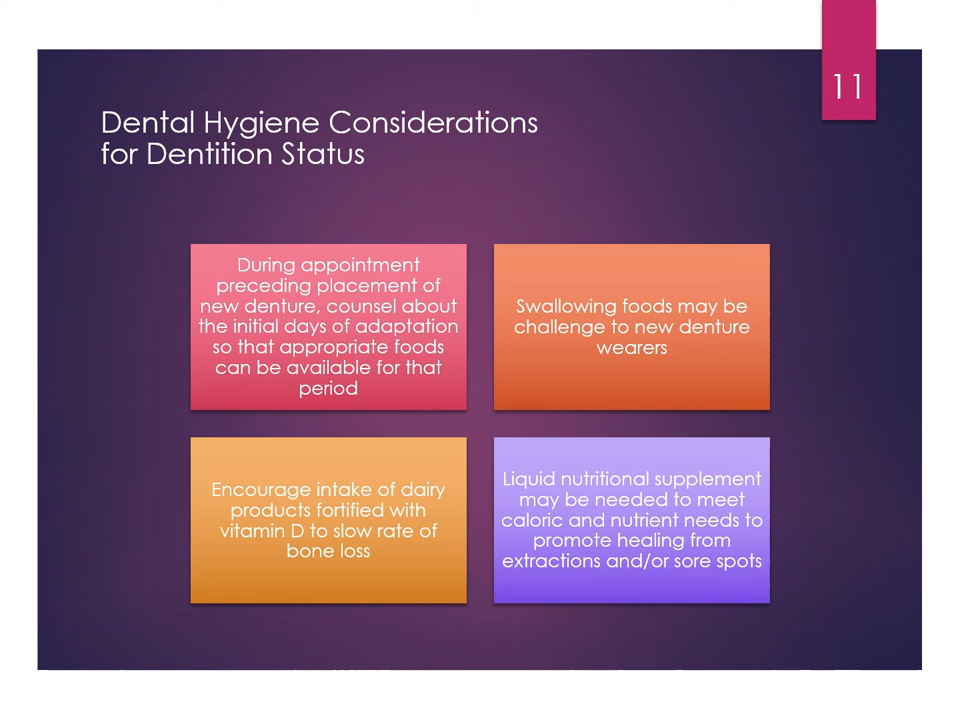 11
Dental Hygiene Considerations
for Dentition Status
During appointment
preceding placement of
new denture, counsel about
the initial days of adaptation
so that appropriate foods
can be available for that
period
Swallowing foods may be
challenge to new denture
wearers
Encourage intake of dairy
products fortified with
vitamin D to slow rate of
bone loss
Liquid nutritional supplement
may be needed to meet
caloric and nutrient needs to
promote healing from
extractions and/or sore spots